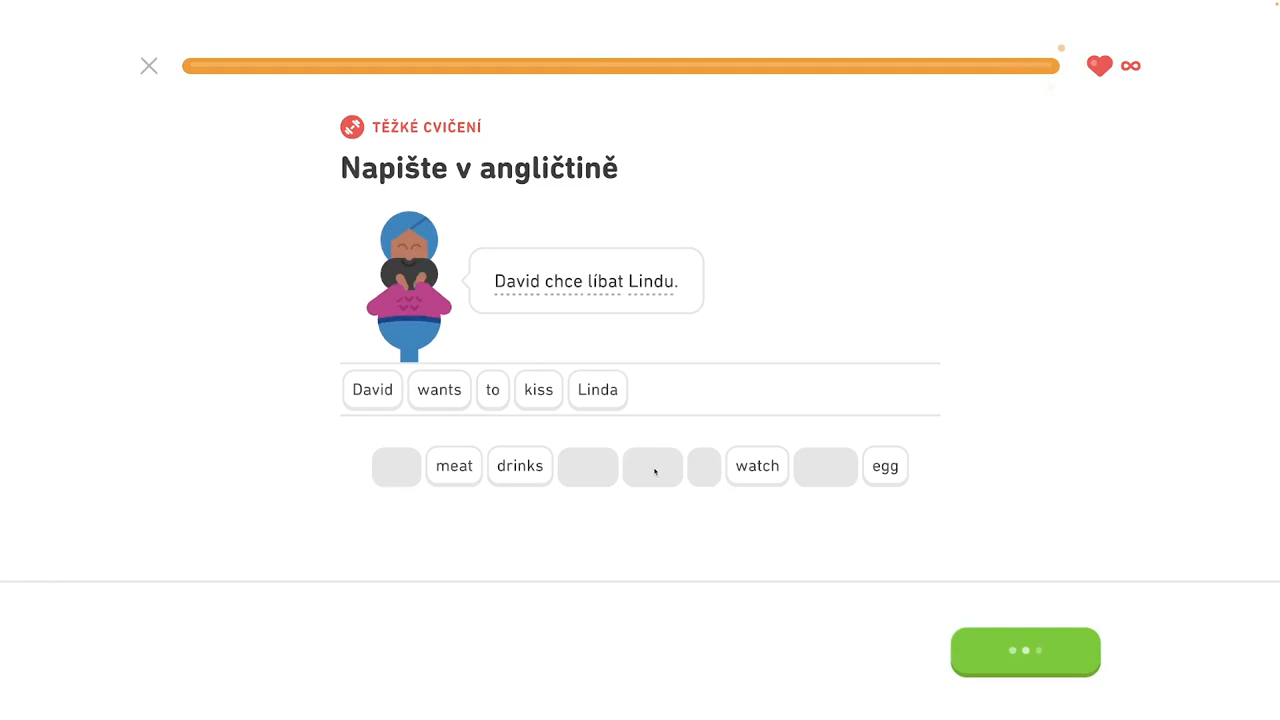 TĚŽKÉ CVIČENÍ
Napište v angličtině
David chce líbat Lindu.
David wants to kiss Linda
meat drinks watch egg